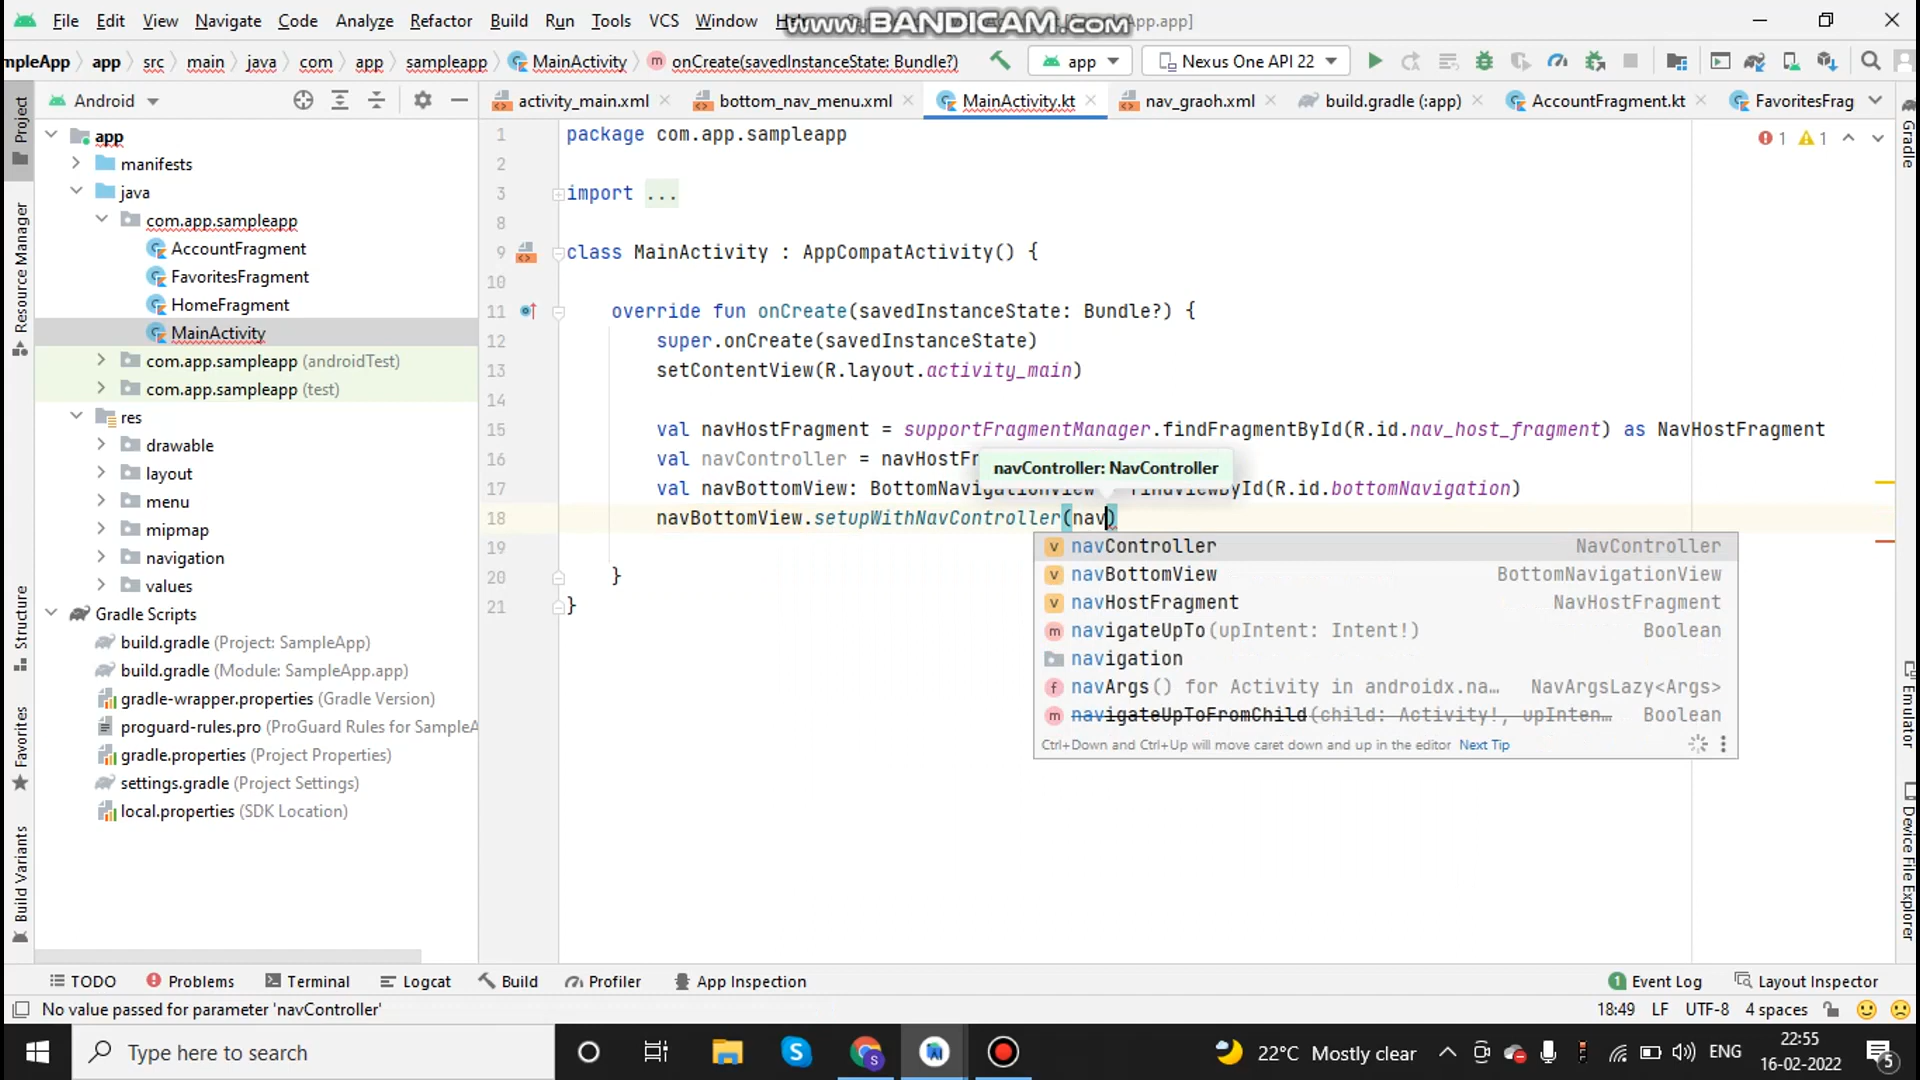 File Edit View Navigate Code Analyze Refactor Build Run Tools VCS Window
www.BANDICAM.com
App.app]
mpleApp app src main java com app sampleapp MainActivity onCreate(savedInstanceState: Bundle?) app Nexus One API 22
Android
activity_main.xml bottom_nav_menu.xml MainActivity.kt nav_graoh.xml build.gradle (:app) AccountFragment.kt FavoritesFrag
Project
Resource Manager
Structure
Favorites
Build Variants
app
manifests
java
com.app.sampleapp
AccountFragment
FavoritesFragment
HomeFragment
MainActivity
com.app.sampleapp (androidTest)
com.app.sampleapp (test)
res
drawable
layout
menu
mipmap
navigation
values
Gradle Scripts
build.gradle (Project: SampleApp)
build.gradle (Module: SampleApp.app)
gradle-wrapper.properties (Gradle Version)
proguard-rules.pro (ProGuard Rules for SampleA
gradle.properties (Project Properties)
settings.gradle (Project Settings)
local.properties (SDK Location)
1 package com.app.sampleapp
2
3 import ...
8
9 class MainActivity : AppCompatActivity() {
10
11 override fun onCreate(savedInstanceState: Bundle?) {
12 super.onCreate(savedInstanceState)
13 setContentView(R.layout.activity_main)
14
15 val navHostFragment = supportFragmentManager.findFragmentById(R.id.nav_host_fragment) as NavHostFragment
16 val navController = navHostFr
navController: NavController
17 val navBottomView: BottomNavigationView = findViewById(R.id.bottomNavigation)
18 navBottomView.setupWithNavController(nav)
19
20 }
21 }
1 1
navController NavController
navBottomView BottomNavigationView
navHostFragment NavHostFragment
navigateUpTo(upIntent: Intent!) Boolean
navigation
navArgs() for Activity in androidx.na... NavArgsLazy<Args>
navigateUpToFromChild(child: Activity!, upInten... Boolean
Ctrl+Down and Ctrl+Up will move caret down and up in the editor Next Tip
Gradle
Emulator
Device File Explorer
TODO Problems Terminal Logcat Build Profiler App Inspection 1 Event Log Layout Inspector
No value passed for parameter 'navController' 18:49 LF UTF-8 4 spaces
Type here to search
22°C Mostly clear ENG
22:55
16-02-2022
5